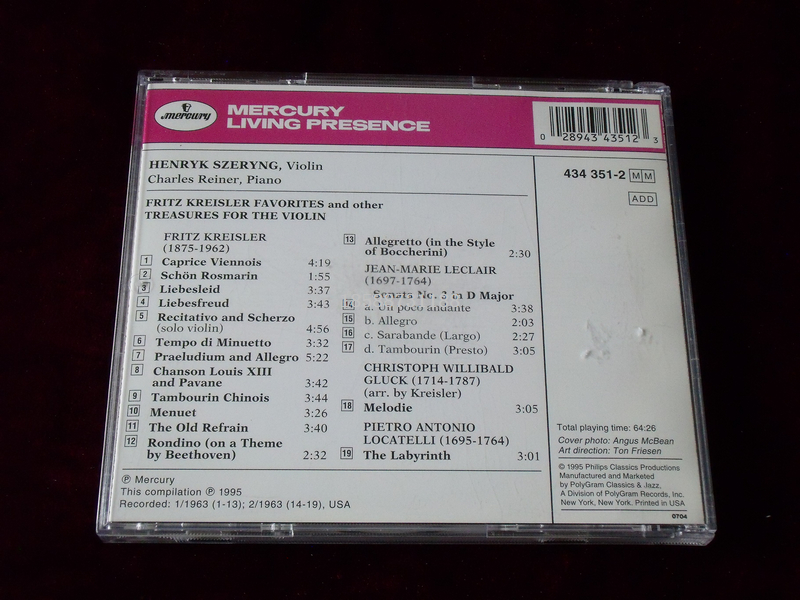 mercury
MERCURY
LIVING PRESENCE
0 28943 43512 3
HENRYK SZERYNG, Violin
Charles Reiner, Piano
434 351-2 MM
ADD
FRITZ KREISLER FAVORITES and other
TREASURES FOR THE VIOLIN
FRITZ KREISLER
(1875-1962)
1 Caprice Viennois 4:19
2 Schön Rosmarin 1:55
3 Liebesleid 3:37
4 Liebesfreud 3:43
5 Recitativo and Scherzo
(solo violin) 4:56
6 Tempo di Minuetto 3:32
7 Praeludium and Allegro 5:22
8 Chanson Louis XIII
and Pavane 3:42
9 Tambourin Chinois 3:44
10 Menuet 3:26
11 The Old Refrain 3:40
12 Rondino (on a Theme
by Beethoven) 2:32
13 Allegretto (in the Style
of Boccherini) 2:30
JEAN-MARIE LECLAIR
(1697-1764)
Sonata No. 3 in D Major
14 a. Un poco andante 3:38
15 b. Allegro 2:03
16 c. Sarabande (Largo) 2:27
17 d. Tambourin (Presto) 3:05
CHRISTOPH WILLIBALD
GLUCK (1714-1787)
(arr. by Kreisler)
18 Melodie 3:05
PIETRO ANTONIO
LOCATELLI (1695-1764)
19 The Labyrinth 3:01
Total playing time: 64:26
Cover photo: Angus McBean
Art direction: Ton Friesen
© 1995 Philips Classics Productions
Manufactured and Marketed
by PolyGram Classics & Jazz,
A Division of PolyGram Records, Inc.
New York, New York. Printed in USA
0704
℗ Mercury
This compilation ℗ 1995
Recorded: 1/1963 (1-13); 2/1963 (14-19), USA